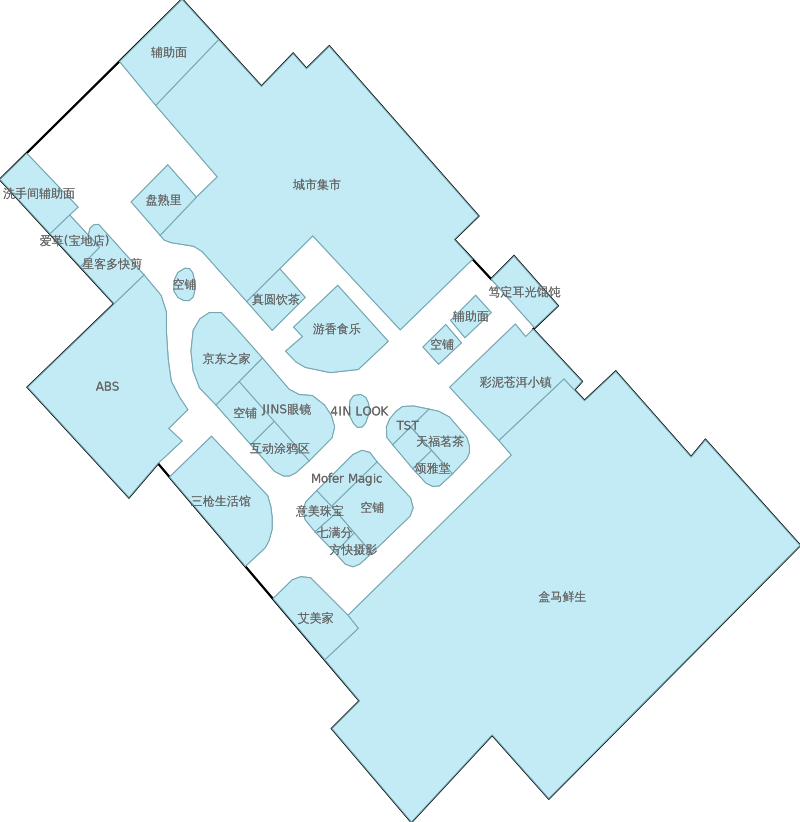 辅助面
城市集市
洗手间辅助面
盘熟里
爱革(宝地店)
星客多快剪
空铺
笃定耳光馄饨
真圆饮茶
辅助面
游香食乐
空铺
京东之家
彩泥苍洱小镇
ABS
空铺
JINS眼镜
4IN LOOK
TST
天福茗茶
互动涂鸦区
颂雅堂
Mofer Magic
三枪生活馆
意美珠宝
空铺
七满分
方快摄影
盒马鲜生
艾美家